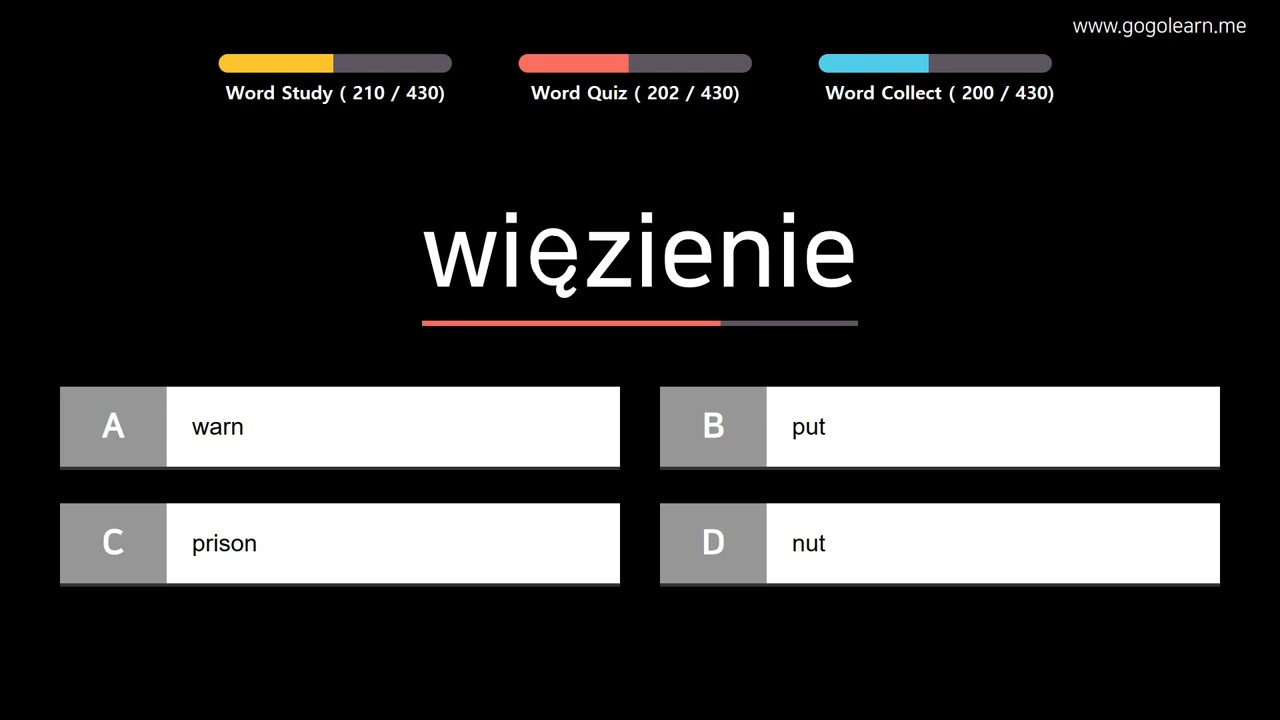 www.gogolearn.me
Word Study ( 210 / 430)
Word Quiz ( 202 / 430)
Word Collect ( 200 / 430)
więzienie
A warn
B put
C prison
D nut